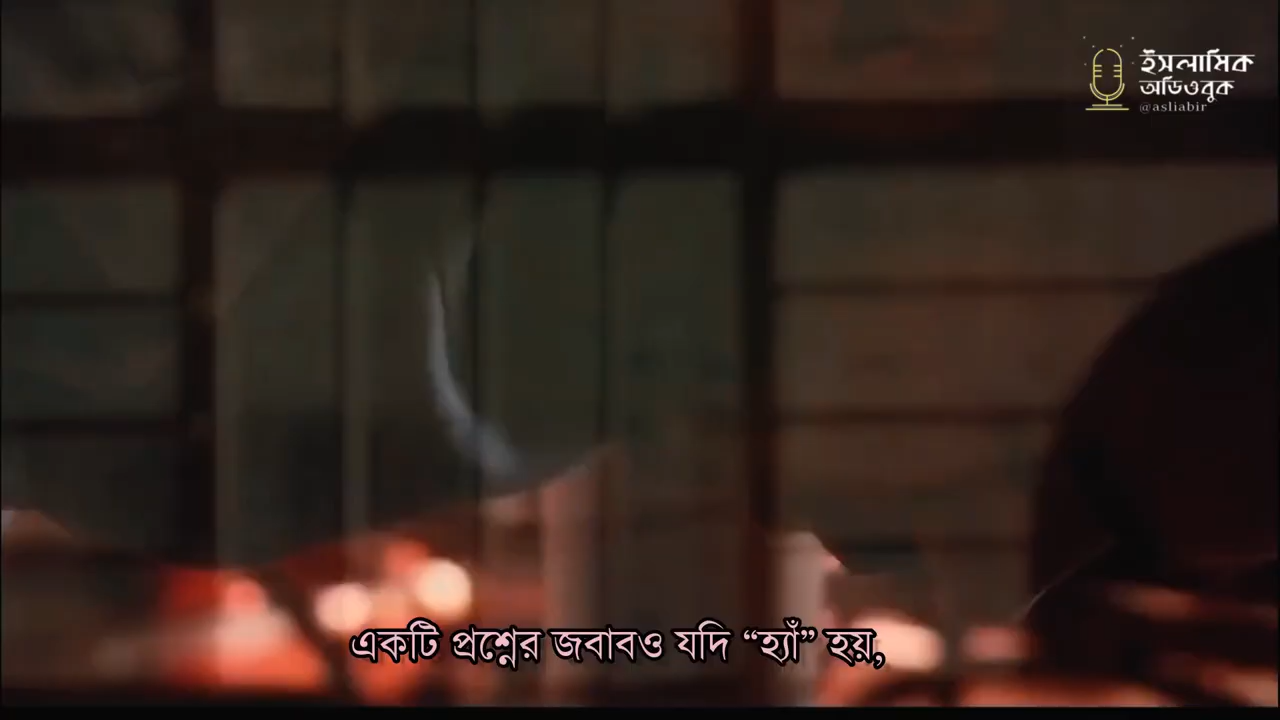 ইসলামিক
অডিওবুক
@asliabir
একটি প্রশ্নের জবাবও যদি “হ্যাঁ” হয়,